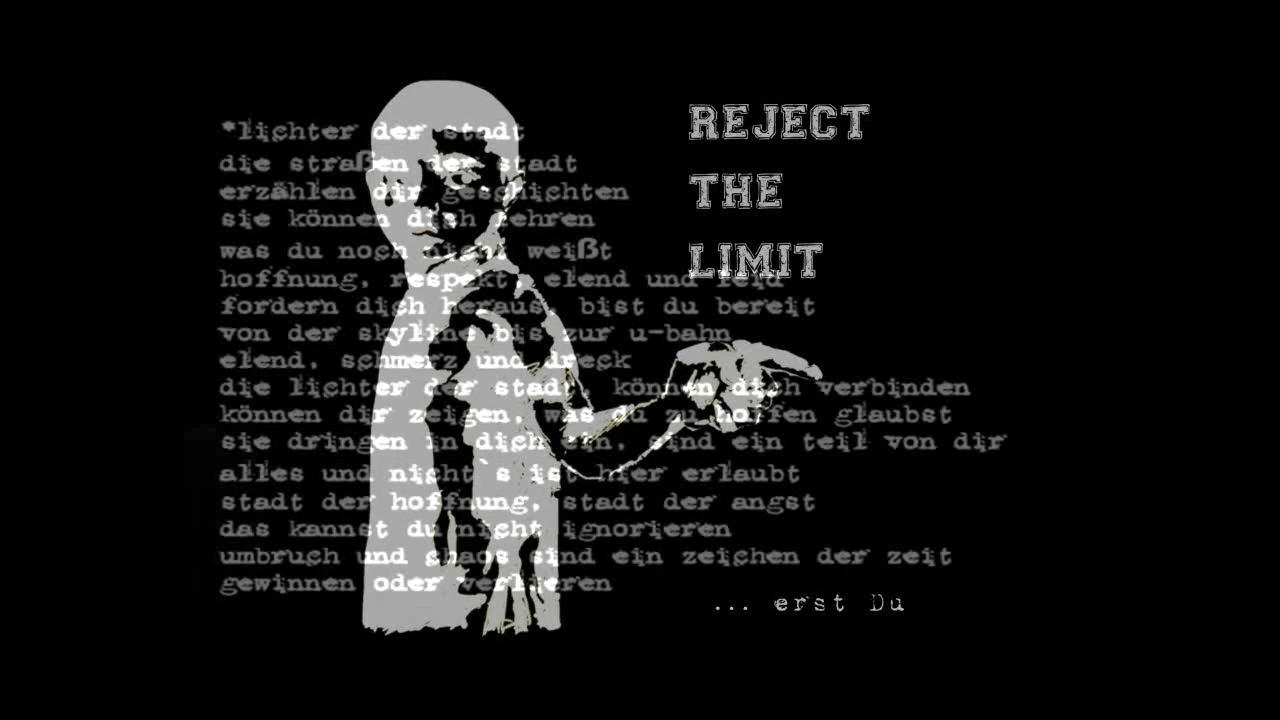 *lichter der stadt
die straßen der stadt
erzählen dir geschichten
sie können dich lehren
was du noch nicht weißt
hoffnung, respekt, elend und leid
fordern dich heraus, bist du bereit
von der skyline bis zur u-bahn
elend, schmerz und dreck
die lichter der stadt können dich verbinden
können dir zeigen, was du zu hoffen glaubst
sie dringen in dich ein, sind ein teil von dir
alles und nicht`s ist hier erlaubt
stadt der hoffnung, stadt der angst
das kannst du nicht ignorieren
umbruch und chaos sind ein zeichen der zeit
gewinnen oder verlieren
REJECT
THE
LIMIT
... erst Du